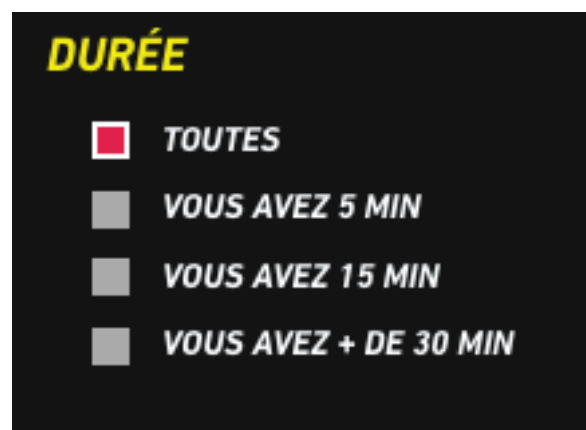 DURÉE
TOUTES
VOUS AVEZ 5 MIN
VOUS AVEZ 15 MIN
VOUS AVEZ + DE 30 MIN